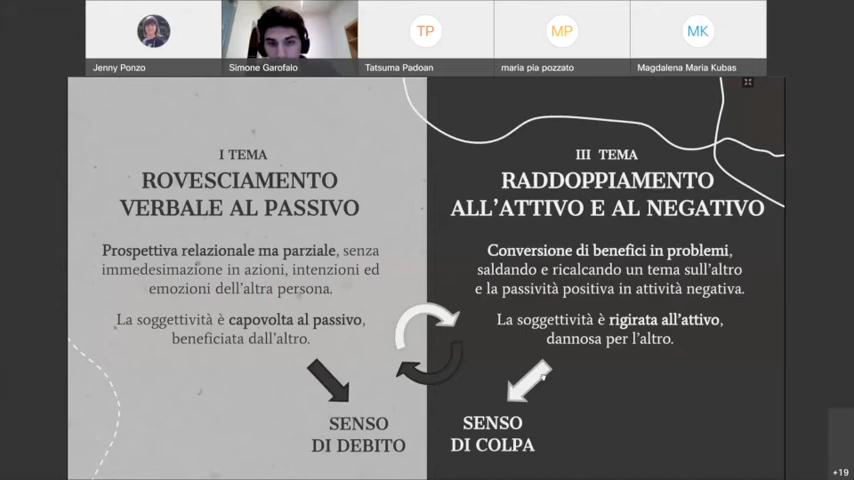 TP
MP
MK
Jenny Ponzo
Simone Garofalo
Tatsuma Padoan
maria pia pozzato
Magdalena Maria Kubas
I TEMA
ROVESCIAMENTO
VERBALE AL PASSIVO
Prospettiva relazionale ma parziale, senza
immedesimazione in azioni, intenzioni ed
emozioni dell'altra persona.
La soggettività è capovolta al passivo,
beneficiata dall'altro.
SENSO
DI DEBITO
III TEMA
RADDOPPIAMENTO
ALL'ATTIVO E AL NEGATIVO
Conversione di benefici in problemi,
saldando e ricalcando un tema sull'altro
e la passività positiva in attività negativa.
La soggettività è rigirata all'attivo,
dannosa per l'altro.
SENSO
DI COLPA
+19